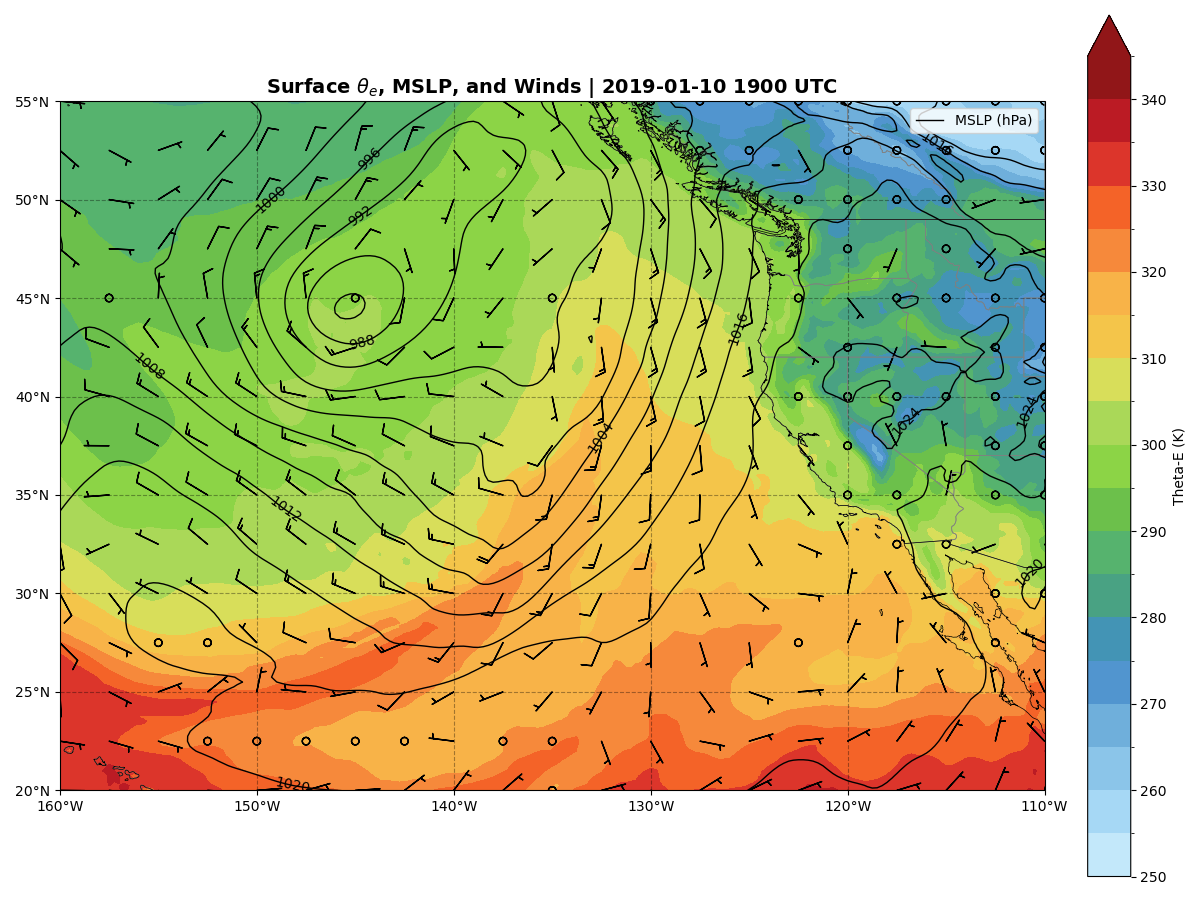 Surface θe, MSLP, and Winds | 2019-01-10 1900 UTC
MSLP (hPa)
55°N
50°N
45°N
40°N
35°N
30°N
25°N
20°N
160°W
150°W
140°W
130°W
120°W
110°W
996
1000
992
988
1008
1012
1004
1016
1016
1024
1024
1020
1020
340
330
320
310
300
290
280
270
260
250
Theta-E (K)